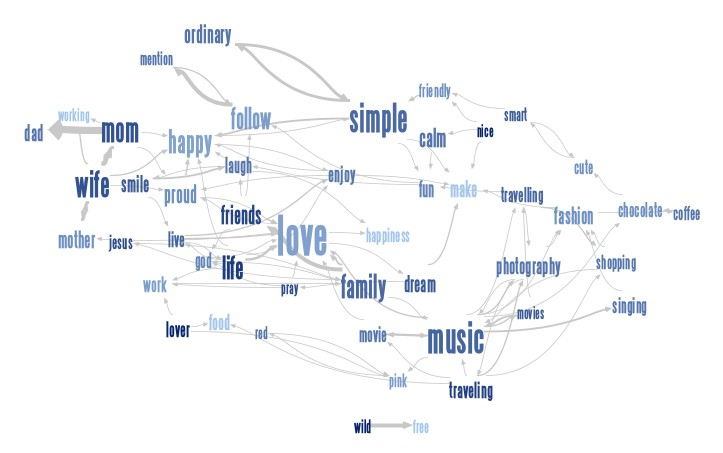 ordinary
mention
friendly
working
follow
simple
smart
dad
mom
happy
calm
nice
laugh
cute
wife
smile
proud
enjoy
fun
make
travelling
friends
fashion
chocolate
coffee
mother
jesus
live
love
happiness
god
life
photography
shopping
work
pray
family
dream
singing
movies
lover
food
red
movie
music
pink
traveling
wild
free